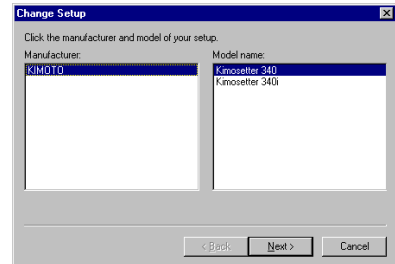 Change Setup
Click the manufacturer and model of your setup.
Manufacturer: Model name:
KIMOTO Kimosetter 340
Kimosetter 340i
< Back Next > Cancel